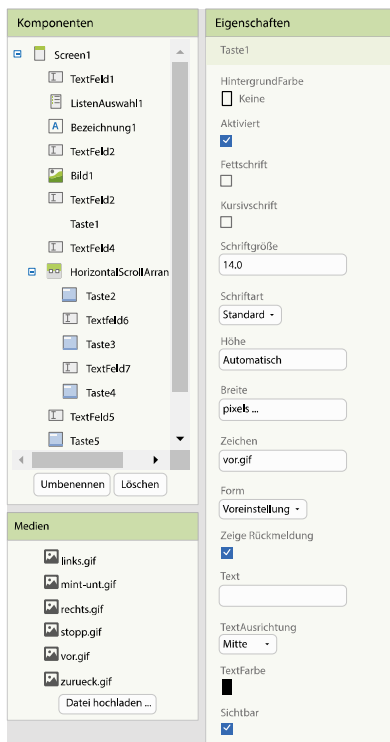 Komponenten
Screen1
TextFeld1
ListenAuswahl1
A Bezeichnung1
TextFeld2
Bild1
TextFeld2
Taste1
TextFeld4
HorizontalScrollArran
Taste2
Textfeld6
Taste3
TextFeld7
Taste4
TextFeld5
Taste5
Umbenennen Löschen
Medien
links.gif
mint-unt.gif
rechts.gif
stopp.gif
vor.gif
zurueck.gif
Datei hochladen ...
Eigenschaften
Taste1
HintergrundFarbe
Keine
Aktiviert
Fettschrift
Kursivschrift
Schriftgröße
14.0
Schriftart
Standard
Höhe
Automatisch
Breite
pixels ...
Zeichen
vor.gif
Form
Voreinstellung
Zeige Rückmeldung
Text
TextAusrichtung
Mitte
TextFarbe
Sichtbar